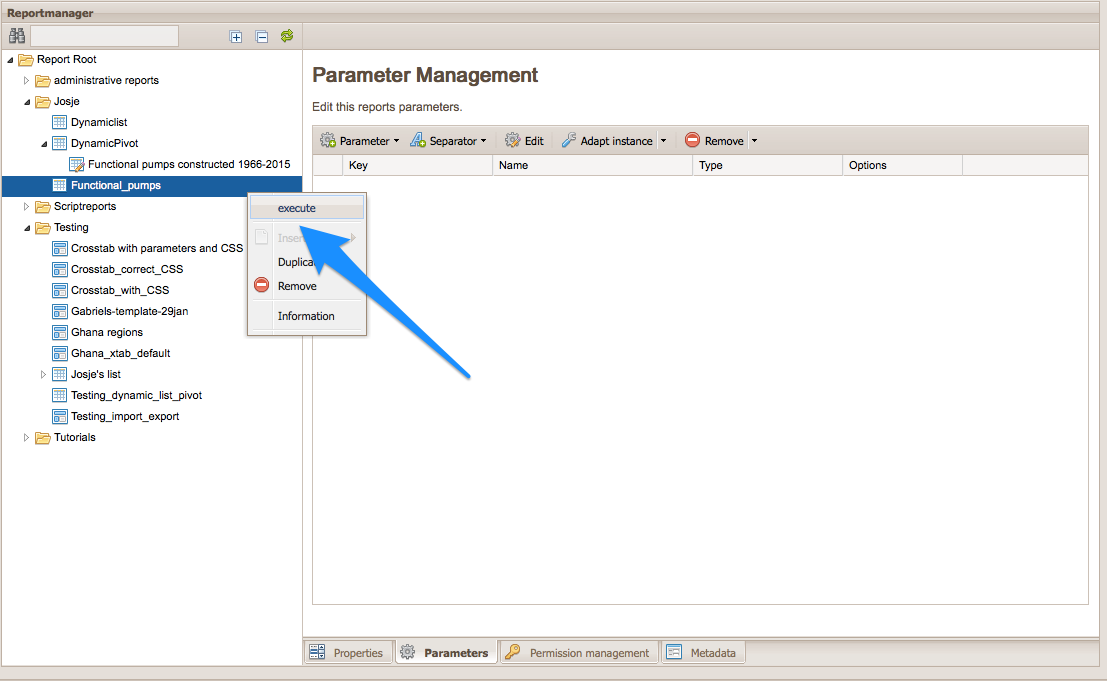 Reportmanager
Report Root
administrative reports
Josje
Dynamiclist
DynamicPivot
Functional pumps constructed 1966-2015
Functional_pumps
Scriptreports
Testing
Crosstab with parameters and CSS
Crosstab_correct_CSS
Crosstab_with_CSS
Gabriels-template-29jan
Ghana regions
Ghana_xtab_default
Josje's list
Testing_dynamic_list_pivot
Testing_import_export
Tutorials
execute
Duplica
Remove
Information
Parameter Management
Edit this reports parameters.
Parameter Separator Edit Adapt instance Remove
Key Name Type Options
Properties Parameters Permission management Metadata